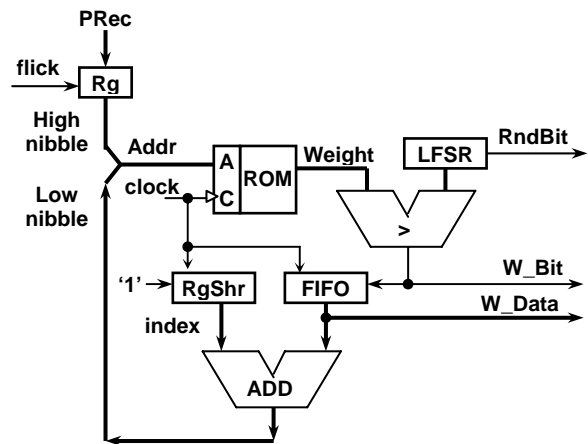 PRec
flick
Rg
High
nibble
Addr
Low
nibble
clock
A
C
ROM
Weight
LFSR
RndBit
>
W_Bit
‘1’
RgShr
FIFO
W_Data
index
ADD